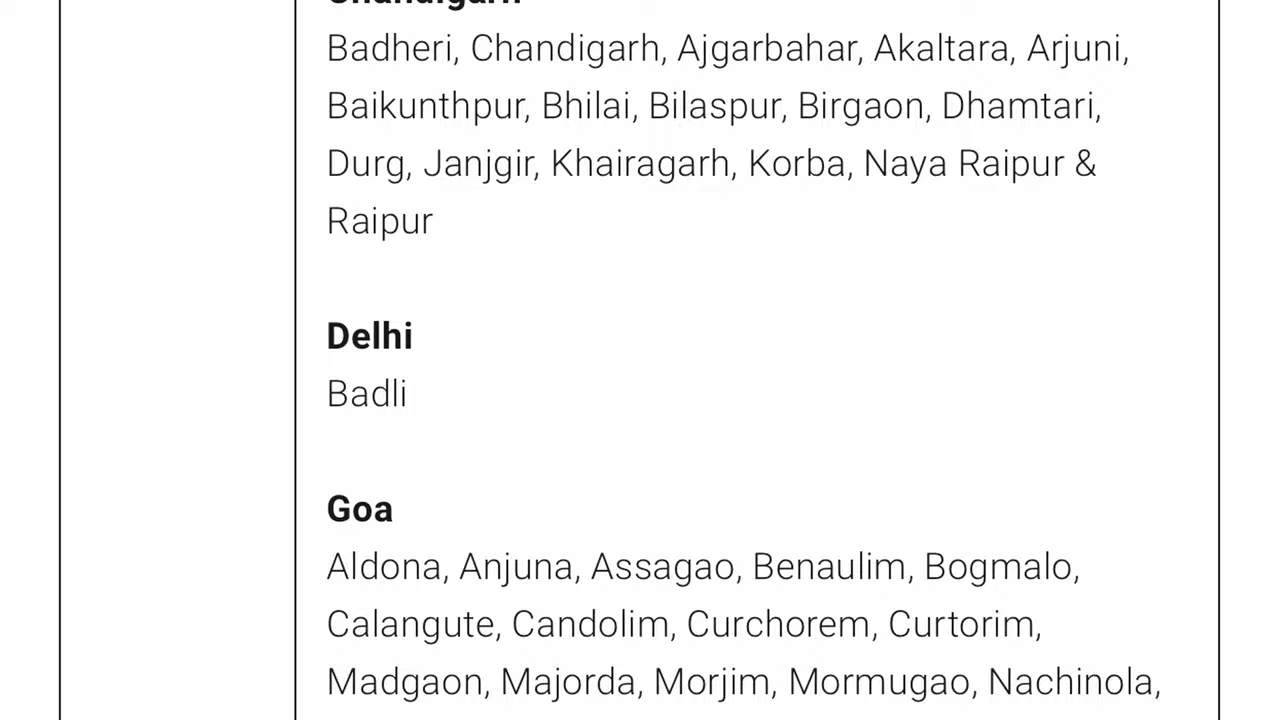 Chandigarh
Badheri, Chandigarh, Ajgarbahar, Akaltara, Arjuni,
Baikunthpur, Bhilai, Bilaspur, Birgaon, Dhamtari,
Durg, Janjgir, Khairagarh, Korba, Naya Raipur &
Raipur
Delhi
Badli
Goa
Aldona, Anjuna, Assagao, Benaulim, Bogmalo,
Calangute, Candolim, Curchorem, Curtorim,
Madgaon, Majorda, Morjim, Mormugao, Nachinola,